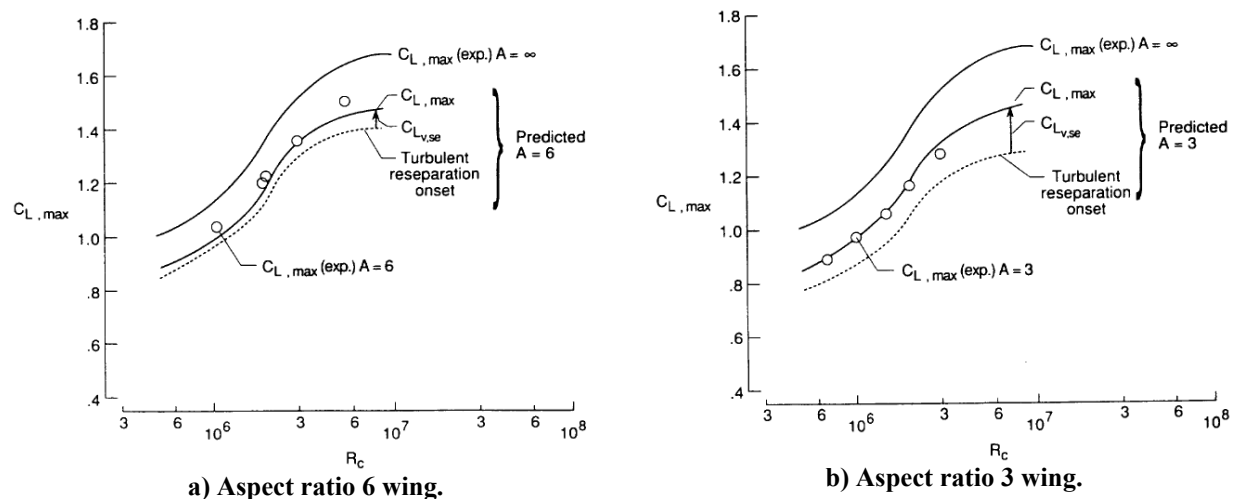 1.8
1.6
1.4
1.2
1.0
.8
.6
.4
C_L, max
C_L, max (exp.) A = ∞
C_L, max
C_Lv,se
Turbulent
reseparation
onset
Predicted
A = 6
C_L, max (exp.) A = 6
3 6 10^6 3 6 10^7 3 6 10^8
R_c
a) Aspect ratio 6 wing.
1.8
1.6
1.4
1.2
1.0
.8
.6
.4
C_L, max
C_L, max (exp.) A = ∞
C_L, max
C_Lv,se
Turbulent
reseparation
onset
Predicted
A = 3
C_L, max (exp.) A = 3
3 6 10^6 3 6 10^7 3 6 10^8
R_c
b) Aspect ratio 3 wing.